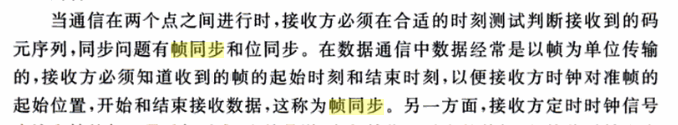 当通信在两个点之间进行时,接收方必须在合适的时刻测试判断接收到的码
元序列,同步问题有帧同步和位同步。在数据通信中数据经常是以帧为单位传输
的,接收方必须知道收到的帧的起始时刻和结束时刻,以便接收方时钟对准帧的
起始位置,开始和结束接收数据,这称为帧同步。另一方面,接收方定时时钟信号